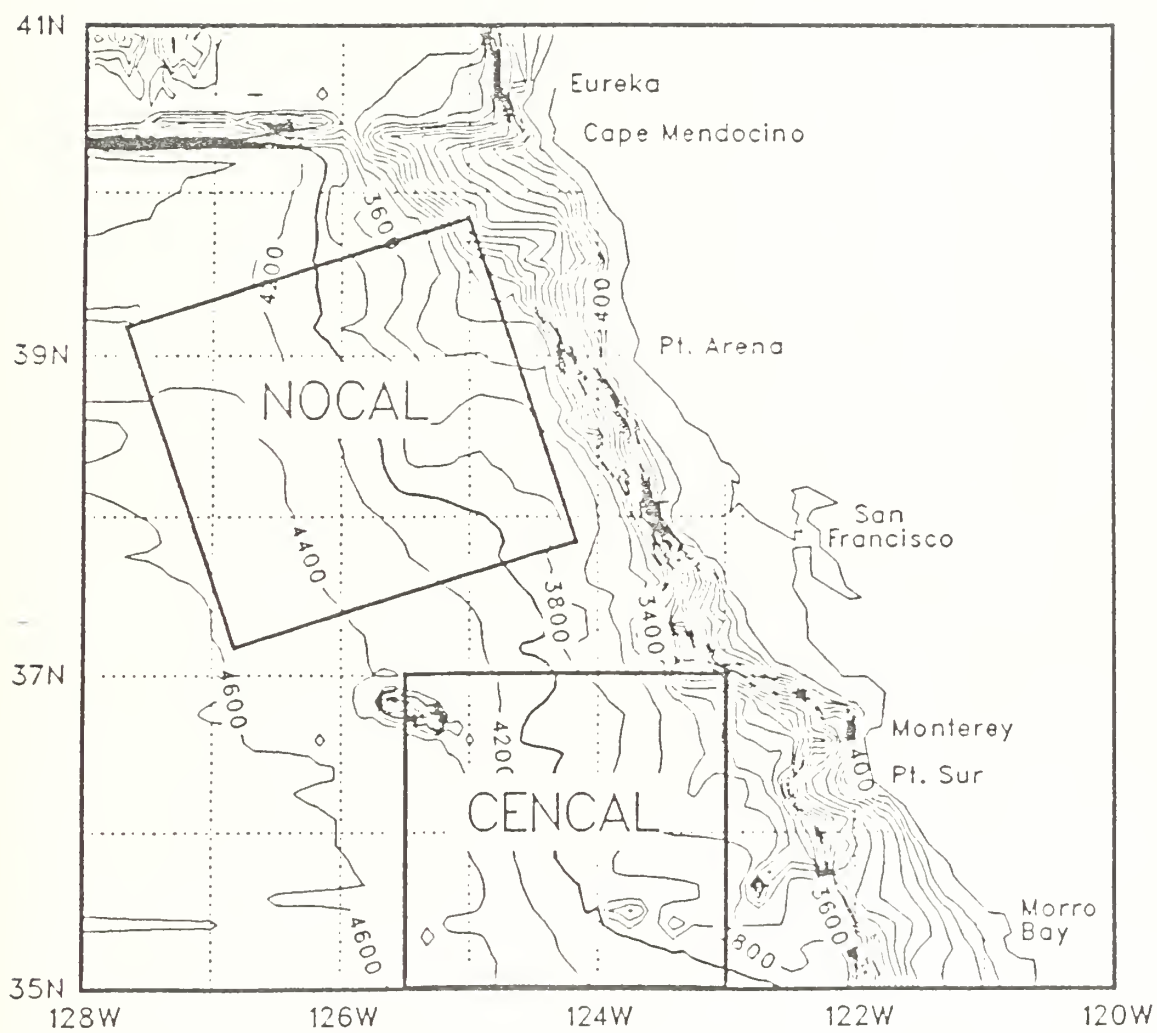 41N
Eureka
Cape Mendocino
360
400
39N
Pt. Arena
NOCAL
San
Francisco
4400
3800
3400
37N
4600
4200
Monterey
400
Pt. Sur
CENCAL
3600
Morro
Bay
4600
800
35N
128W
126W
124W
122W
120W